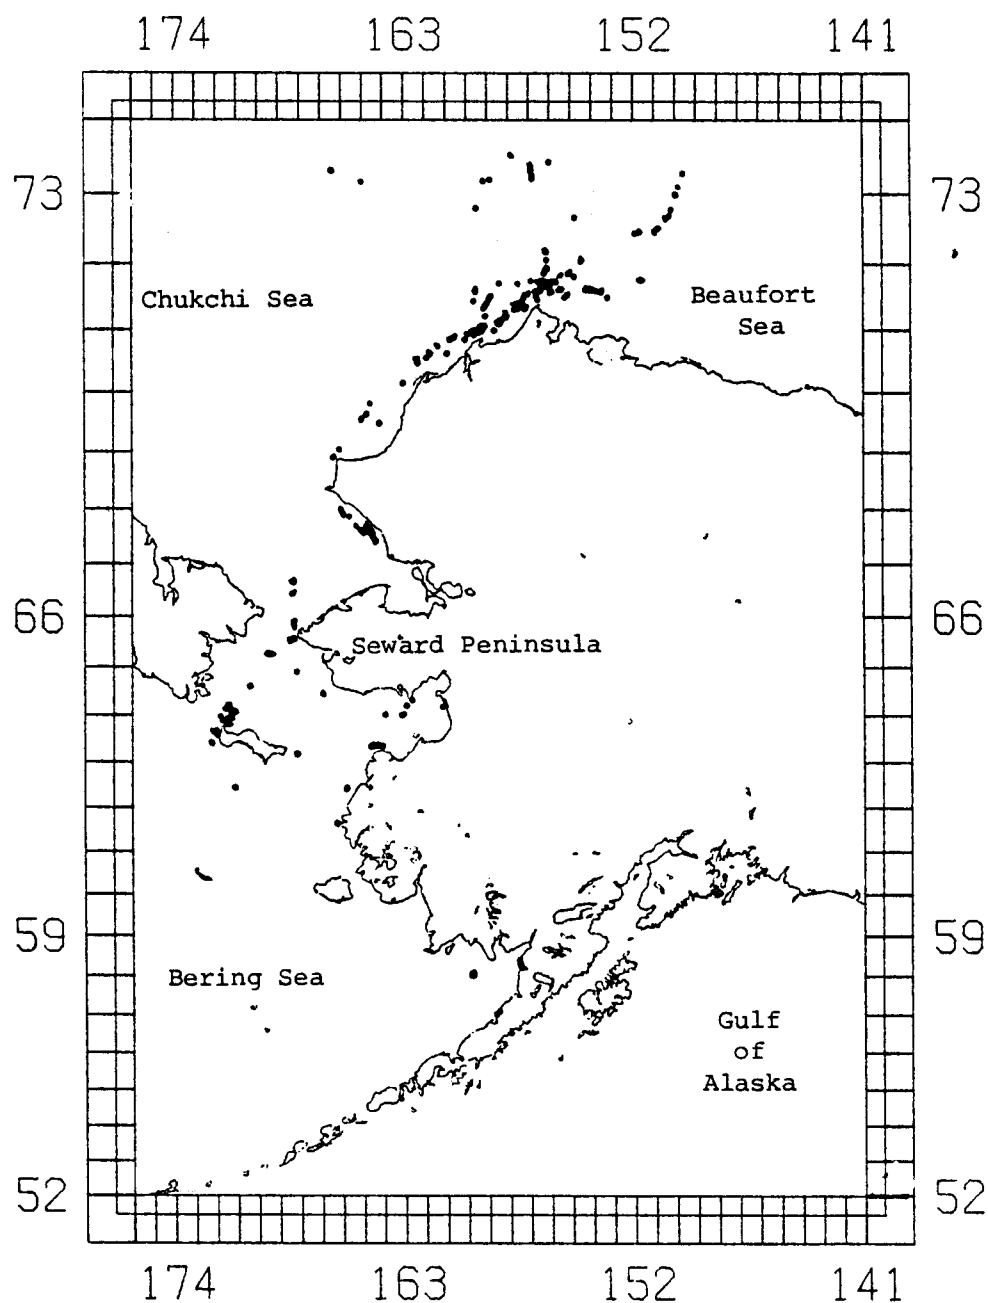 174 163 152 141
73 73
Chukchi Sea
Beaufort
Sea
66 66
Seward Peninsula
59 59
Bering Sea
Gulf
of
Alaska
52 52
174 163 152 141